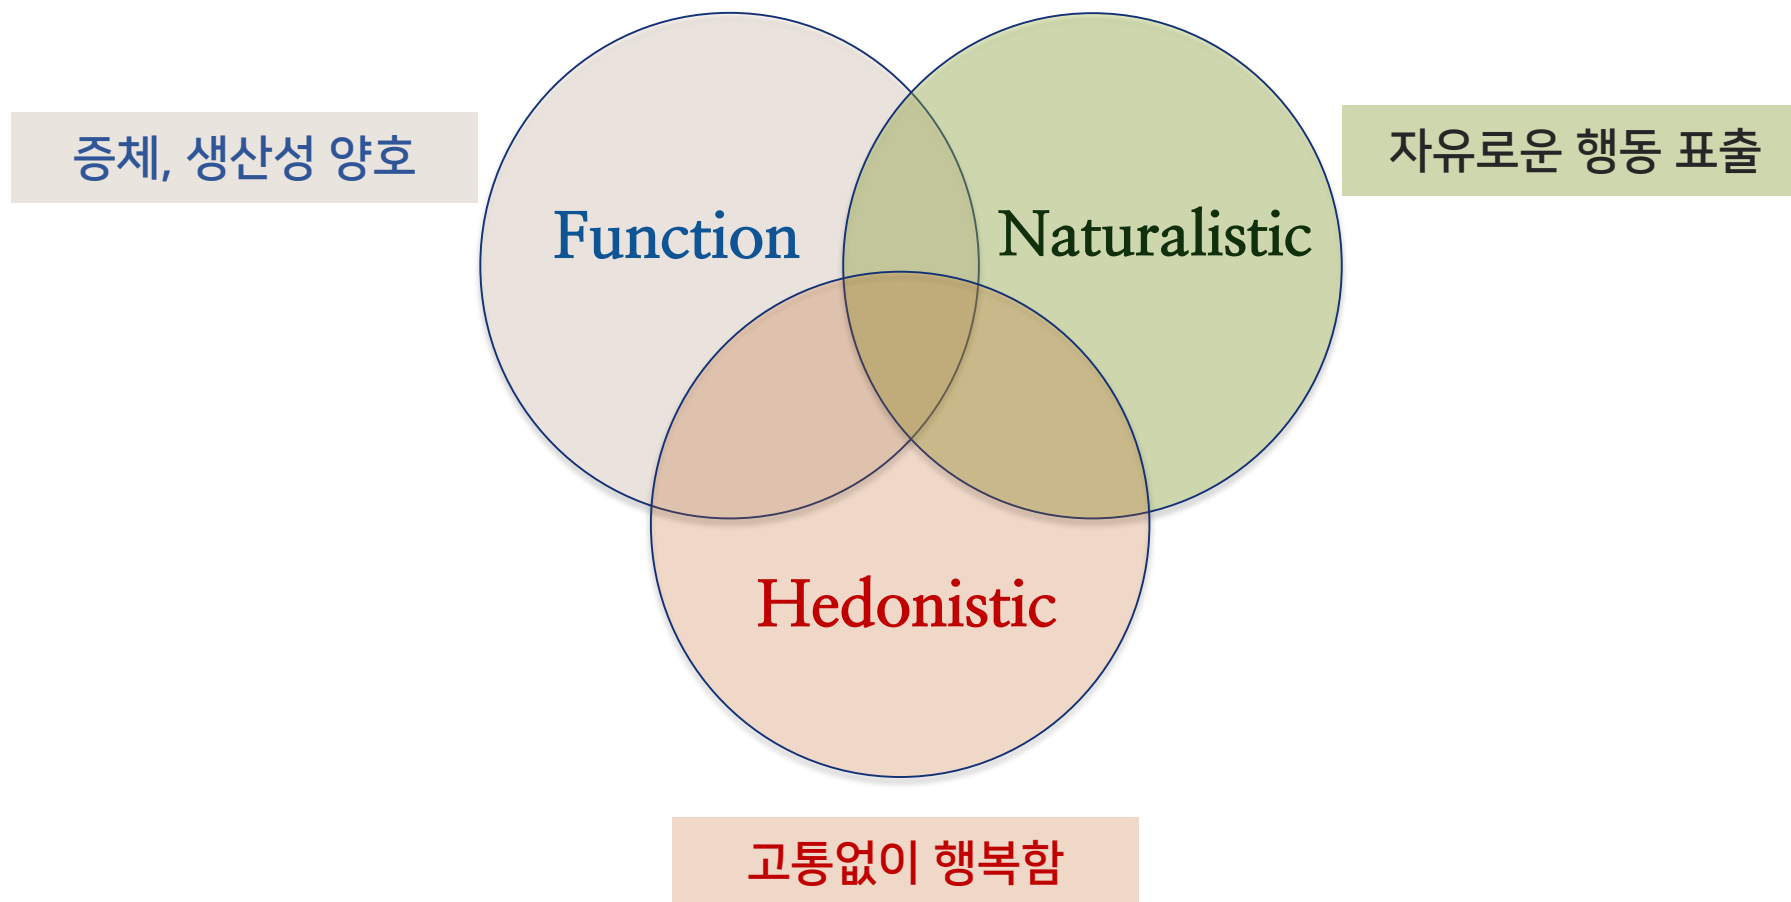 증체, 생산성 양호
자유로운 행동 표출
Function
Naturalistic
Hedonistic
고통없이 행복함